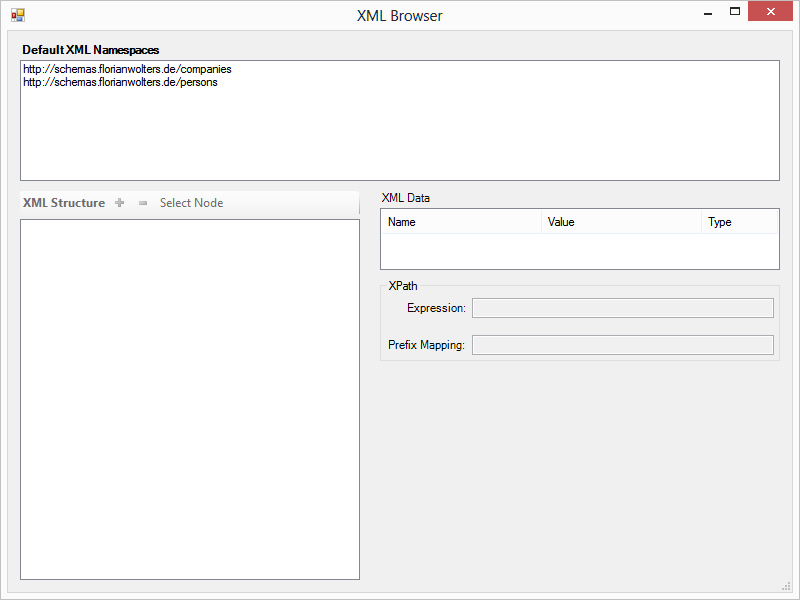 XML Browser
Default XML Namespaces
http://schemas.florianwolters.de/companies
http://schemas.florianwolters.de/persons
XML Structure Select Node
XML Data
Name Value Type
XPath
Expression:
Prefix Mapping: